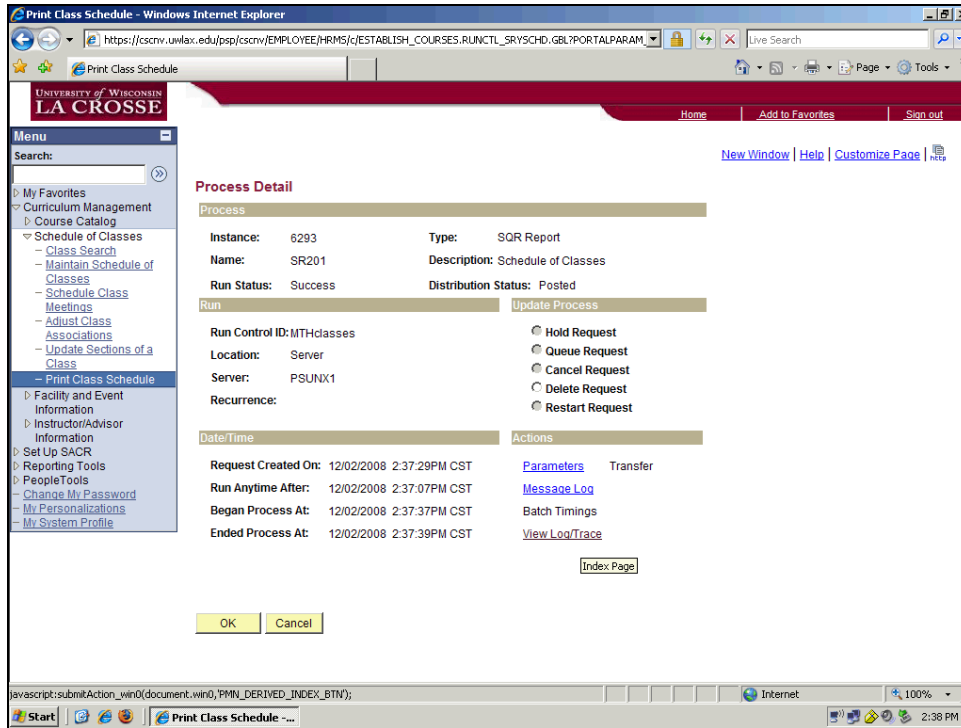 Print Class Schedule - Windows Internet Explorer
https://cscnv.uwlax.edu/psp/cscnv/EMPLOYEE/HRMS/c/ESTABLISH_COURSES.RUNCTL_SRYSCHD.GBL?PORTALPARAM_
Live Search
Print Class Schedule
Page
Tools
UNIVERSITY of WISCONSIN
LA CROSSE
Home
Add to Favorites
Sign out
Menu
Search:
My Favorites
Curriculum Management
Course Catalog
Schedule of Classes
– Class Search
– Maintain Schedule of
Classes
– Schedule Class
Meetings
– Adjust Class
Associations
– Update Sections of a
Class
– Print Class Schedule
Facility and Event
Information
Instructor/Advisor
Information
Set Up SACR
Reporting Tools
PeopleTools
– Change My Password
– My Personalizations
– My System Profile
New Window | Help | Customize Page |
http
Process Detail
Process
Instance: 6293 Type: SQR Report
Name: SR201 Description: Schedule of Classes
Run Status: Success Distribution Status: Posted
Run
Run Control ID: MTHclasses
Location: Server
Server: PSUNX1
Recurrence:
Update Process
Hold Request
Queue Request
Cancel Request
Delete Request
Restart Request
Date/Time
Request Created On: 12/02/2008 2:37:29PM CST
Run Anytime After: 12/02/2008 2:37:07PM CST
Began Process At: 12/02/2008 2:37:37PM CST
Ended Process At: 12/02/2008 2:37:39PM CST
Actions
Parameters Transfer
Message Log
Batch Timings
View Log/Trace
Index Page
OK Cancel
javascript:submitAction_win0(document.win0,'PMN_DERIVED_INDEX_BTN');
Internet
100%
Start
Print Class Schedule -...
2:38 PM